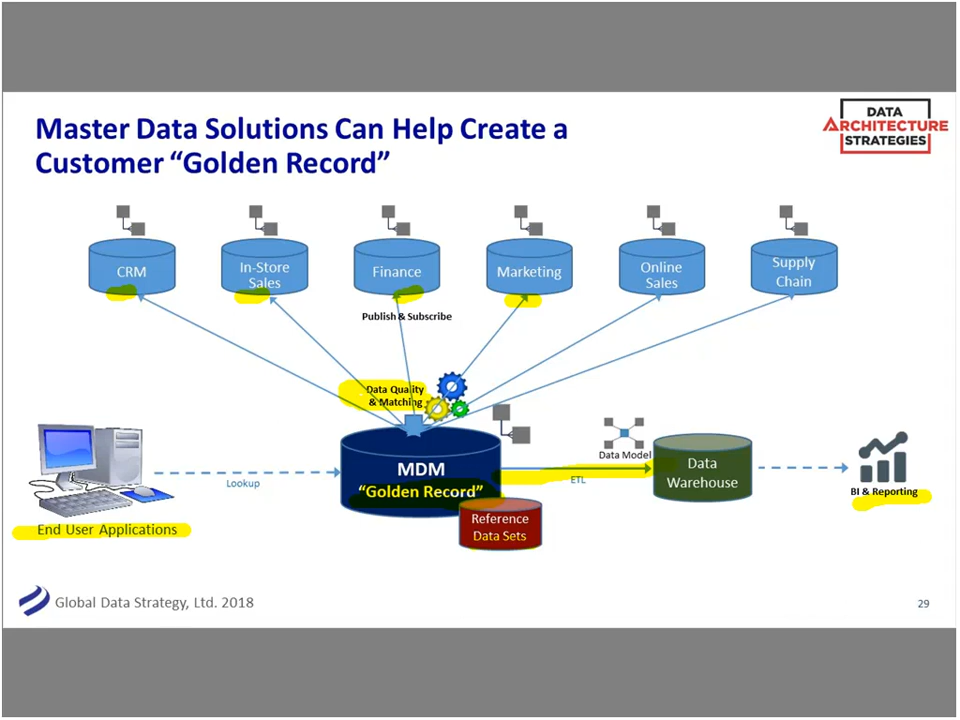 Master Data Solutions Can Help Create a
Customer “Golden Record”
DATA
ARCHITECTURE
STRATEGIES
CRM
In-Store
Sales
Finance
Marketing
Online
Sales
Supply
Chain
Publish & Subscribe
Data Quality
& Matching
MDM
“Golden Record”
Lookup
End User Applications
Reference
Data Sets
ETL
Data Model
Data
Warehouse
BI & Reporting
Global Data Strategy, Ltd. 2018
29